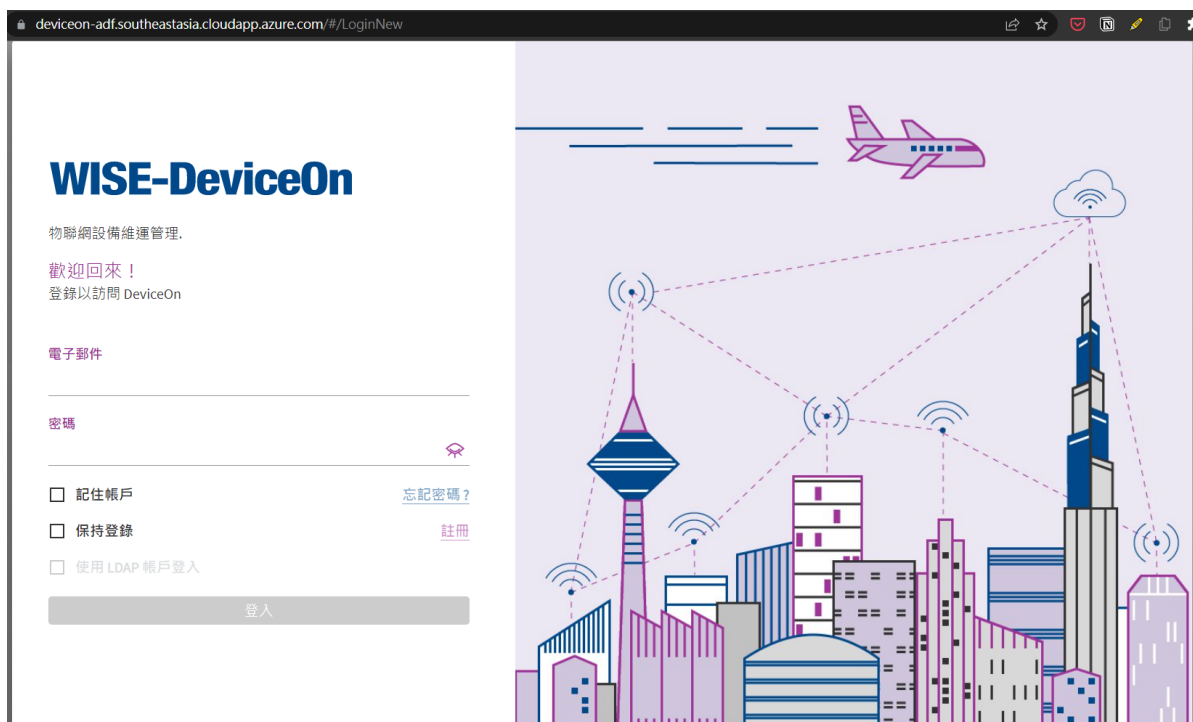 deviceon-adf.southeastasia.cloudapp.azure.com/#/LoginNew
WISE-DeviceOn
物聯網設備維運管理.
歡迎回來！
登錄以訪問 DeviceOn
電子郵件
密碼
記住帳戶 忘記密碼？
保持登錄 註冊
使用 LDAP 帳戶登入
登入